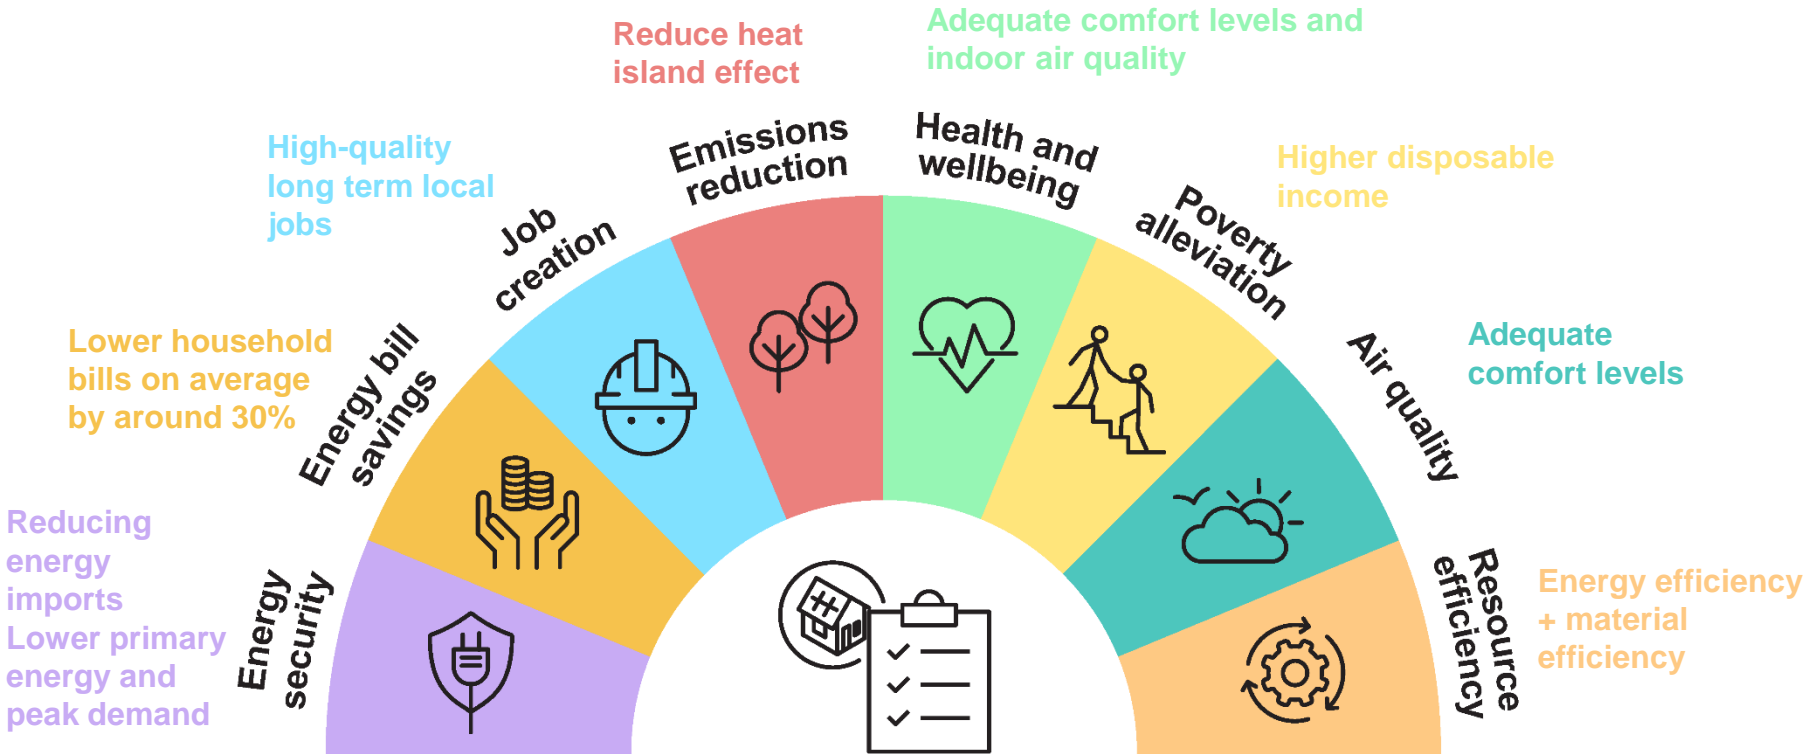 Reduce heat
island effect
Adequate comfort levels and
indoor air quality
High-quality
long term local
jobs
Emissions
reduction
Health and
wellbeing
Higher disposable
income
Job
creation
Poverty
alleviation
Lower household
bills on average
by around 30%
Energy bill
savings
Air quality
Adequate
comfort levels
Reducing
energy
imports
Lower primary
energy and
peak demand
Energy
security
Resource
efficiency
Energy efficiency
+ material
efficiency